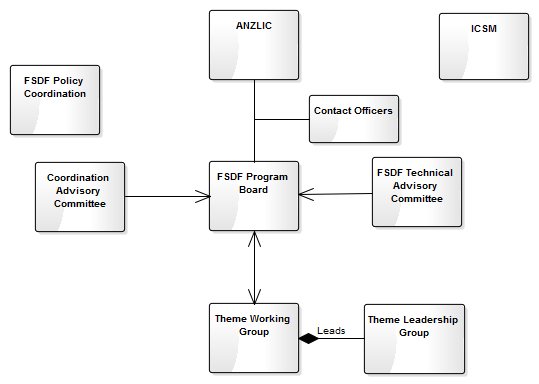 ANZLIC
ICSM
FSDF Policy
Coordination
Contact Officers
Coordination
Advisory
Committee
FSDF Program
Board
FSDF Technical
Advisory
Committee
Theme Working
Group
Leads
Theme Leadership
Group